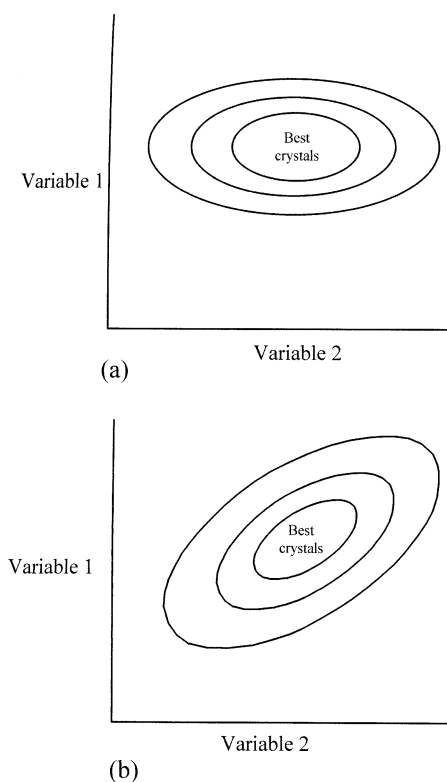 Best
crystals
Variable 1
Variable 2
(a)
Best
crystals
Variable 1
Variable 2
(b)